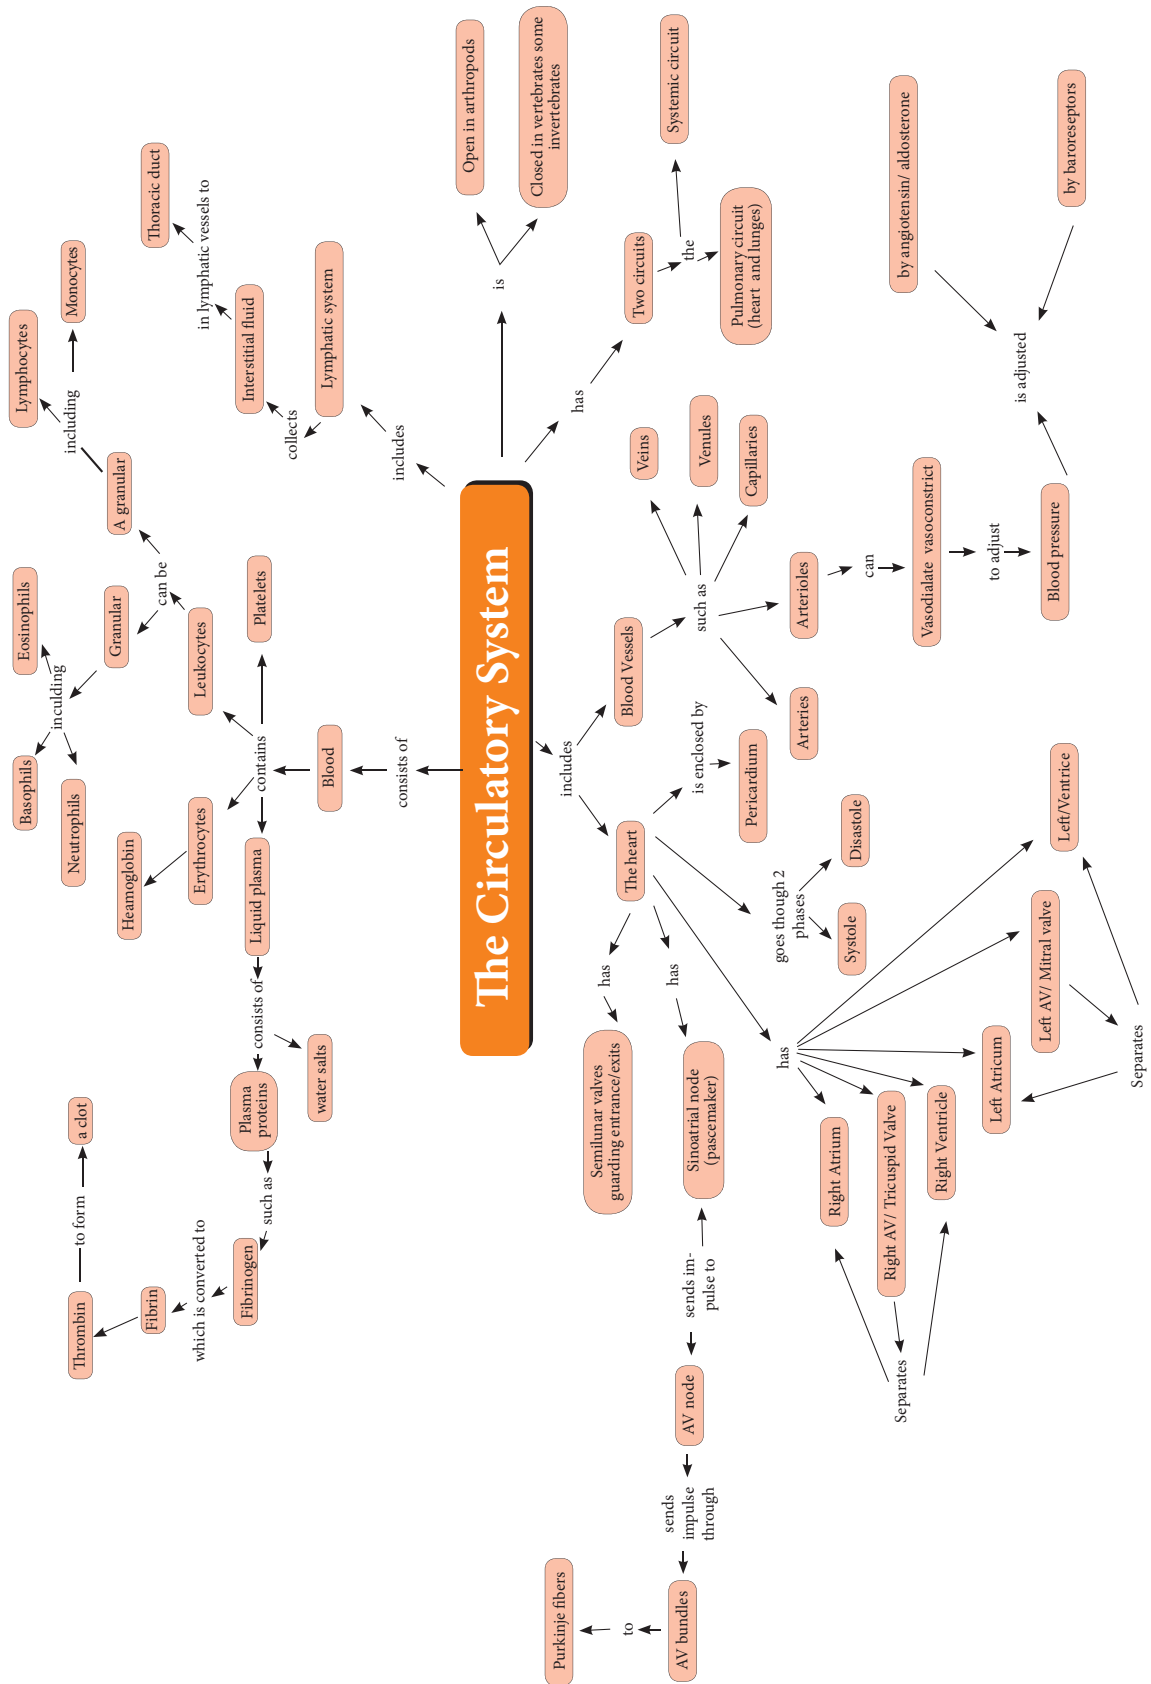 Basophils
Eosinophils
Lymphocytes
inculding
Neutrophils
including
Monocytes
Thrombin
to form
a clot
Heamoglobin
Granular
A granular
Fibrin
can be
Thoracic duct
which is converted to
Erythrocytes
Leukocytes
in lymphatic vessels to
Fibrinogen
such as
Plasma
proteins
consists of
Liquid plasma
contains
Platelets
Interstitial fluid
collects
water salts
Blood
Lymphatic system
consists of
includes
The Circulatory System
is
Open in arthropods
Closed in vertebrates some
invertebrates
Purkinje fibers
includes
has
Semilunar valves
guarding entrance/exits
has
The heart
Blood Vessels
Veins
Two circuits
to
AV bundles
sends
impulse
through
AV node
sends im-
pulse to
Sinoatrial node
(pascemaker)
has
is enclosed by
such as
Venules
the
Systemic circuit
Pericardium
Capillaries
Pulmonary circuit
(heart and lunges)
has
goes though 2
phases
Arteries
Arterioles
Right Atrium
Systole
Disastole
can
Separates
Right AV/ Tricuspid Valve
Vasodialate vasoconstrict
by angiotensin/ aldosterone
Right Ventricle
Left Atricum
to adjust
is adjusted
Left AV/ Mitral valve
Left/Ventrice
Blood pressure
by baroreseptors
Separates